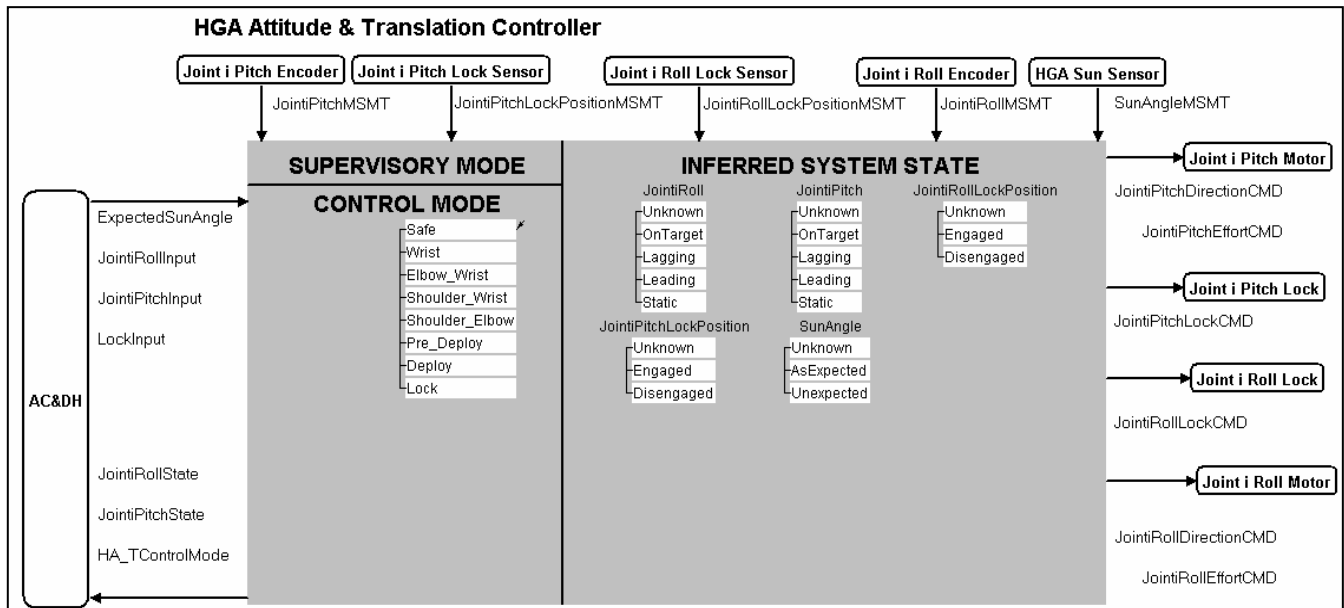 HGA Attitude & Translation Controller
Joint i Pitch Encoder
Joint i Pitch Lock Sensor
Joint i Roll Lock Sensor
Joint i Roll Encoder
HGA Sun Sensor
JointiPitchMSMT
JointiPitchLockPositionMSMT
JointiRollLockPositionMSMT
JointiRollMSMT
SunAngleMSMT
AC&DH
ExpectedSunAngle
JointiRollInput
JointiPitchInput
LockInput
JointiRollState
JointiPitchState
HA_TControlMode
SUPERVISORY MODE
CONTROL MODE
Safe
Wrist
Elbow_Wrist
Shoulder_Wrist
Shoulder_Elbow
Pre_Deploy
Deploy
Lock
INFERRED SYSTEM STATE
JointiRoll
Unknown
OnTarget
Lagging
Leading
Static
JointiPitch
Unknown
OnTarget
Lagging
Leading
Static
JointiRollLockPosition
Unknown
Engaged
Disengaged
JointiPitchLockPosition
Unknown
Engaged
Disengaged
SunAngle
Unknown
AsExpected
Unexpected
Joint i Pitch Motor
JointiPitchDirectionCMD
JointiPitchEffortCMD
Joint i Pitch Lock
JointiPitchLockCMD
Joint i Roll Lock
JointiRollLockCMD
Joint i Roll Motor
JointiRollDirectionCMD
JointiRollEffortCMD